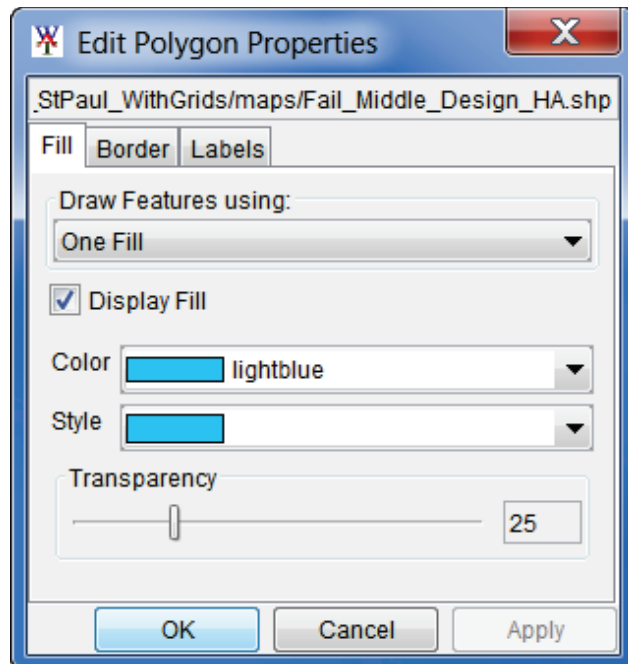 Edit Polygon Properties
_StPaul_WithGrids/maps/Fail_Middle_Design_HA.shp
Fill Border Labels
Draw Features using:
One Fill
Display Fill
Color lightblue
Style
Transparency
25
OK Cancel Apply